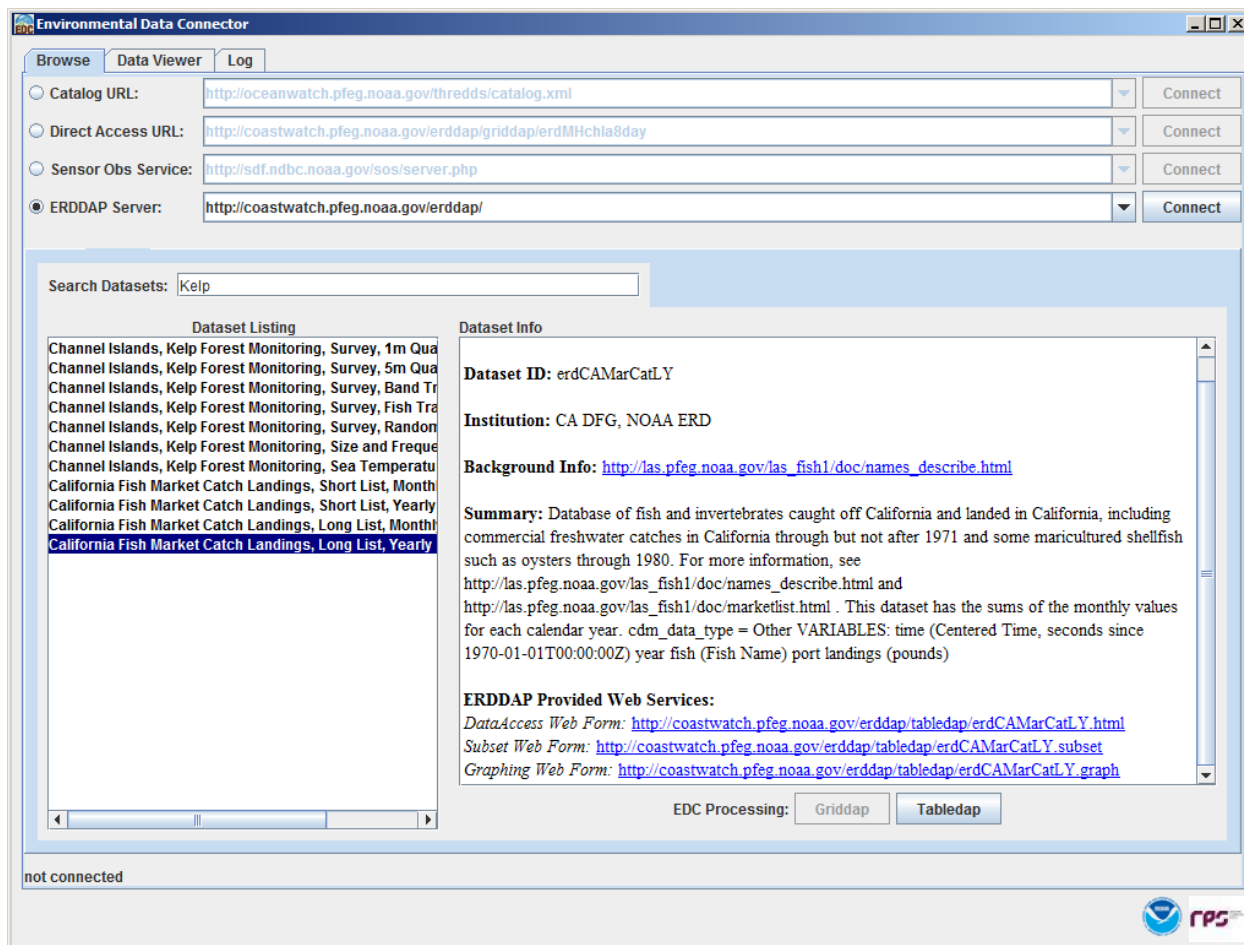 EDC Environmental Data Connector
Browse Data Viewer Log
Catalog URL: http://oceanwatch.pfeg.noaa.gov/thredds/catalog.xml Connect
Direct Access URL: http://coastwatch.pfeg.noaa.gov/erddap/griddap/erdMHchla8day Connect
Sensor Obs Service: http://sdf.ndbc.noaa.gov/sos/server.php Connect
ERDDAP Server: http://coastwatch.pfeg.noaa.gov/erddap/ Connect
Search Datasets: Kelp
Dataset Listing
Channel Islands, Kelp Forest Monitoring, Survey, 1m Qua
Channel Islands, Kelp Forest Monitoring, Survey, 5m Qua
Channel Islands, Kelp Forest Monitoring, Survey, Band Tr
Channel Islands, Kelp Forest Monitoring, Survey, Fish Tra
Channel Islands, Kelp Forest Monitoring, Survey, Random
Channel Islands, Kelp Forest Monitoring, Size and Freque
Channel Islands, Kelp Forest Monitoring, Sea Temperatu
California Fish Market Catch Landings, Short List, Monthl
California Fish Market Catch Landings, Short List, Yearly
California Fish Market Catch Landings, Long List, Monthl
California Fish Market Catch Landings, Long List, Yearly
Dataset Info
Dataset ID: erdCAMarCatLY
Institution: CA DFG, NOAA ERD
Background Info: http://las.pfeg.noaa.gov/las_fish1/doc/names_describe.html
Summary: Database of fish and invertebrates caught off California and landed in California, including
commercial freshwater catches in California through but not after 1971 and some maricultured shellfish
such as oysters through 1980. For more information, see
http://las.pfeg.noaa.gov/las_fish1/doc/names_describe.html and
http://las.pfeg.noaa.gov/las_fish1/doc/marketlist.html . This dataset has the sums of the monthly values
for each calendar year. cdm_data_type = Other VARIABLES: time (Centered Time, seconds since
1970-01-01T00:00:00Z) year fish (Fish Name) port landings (pounds)
ERDDAP Provided Web Services:
DataAccess Web Form: http://coastwatch.pfeg.noaa.gov/erddap/tabledap/erdCAMarCatLY.html
Subset Web Form: http://coastwatch.pfeg.noaa.gov/erddap/tabledap/erdCAMarCatLY.subset
Graphing Web Form: http://coastwatch.pfeg.noaa.gov/erddap/tabledap/erdCAMarCatLY.graph
EDC Processing: Griddap Tabledap
not connected
rps